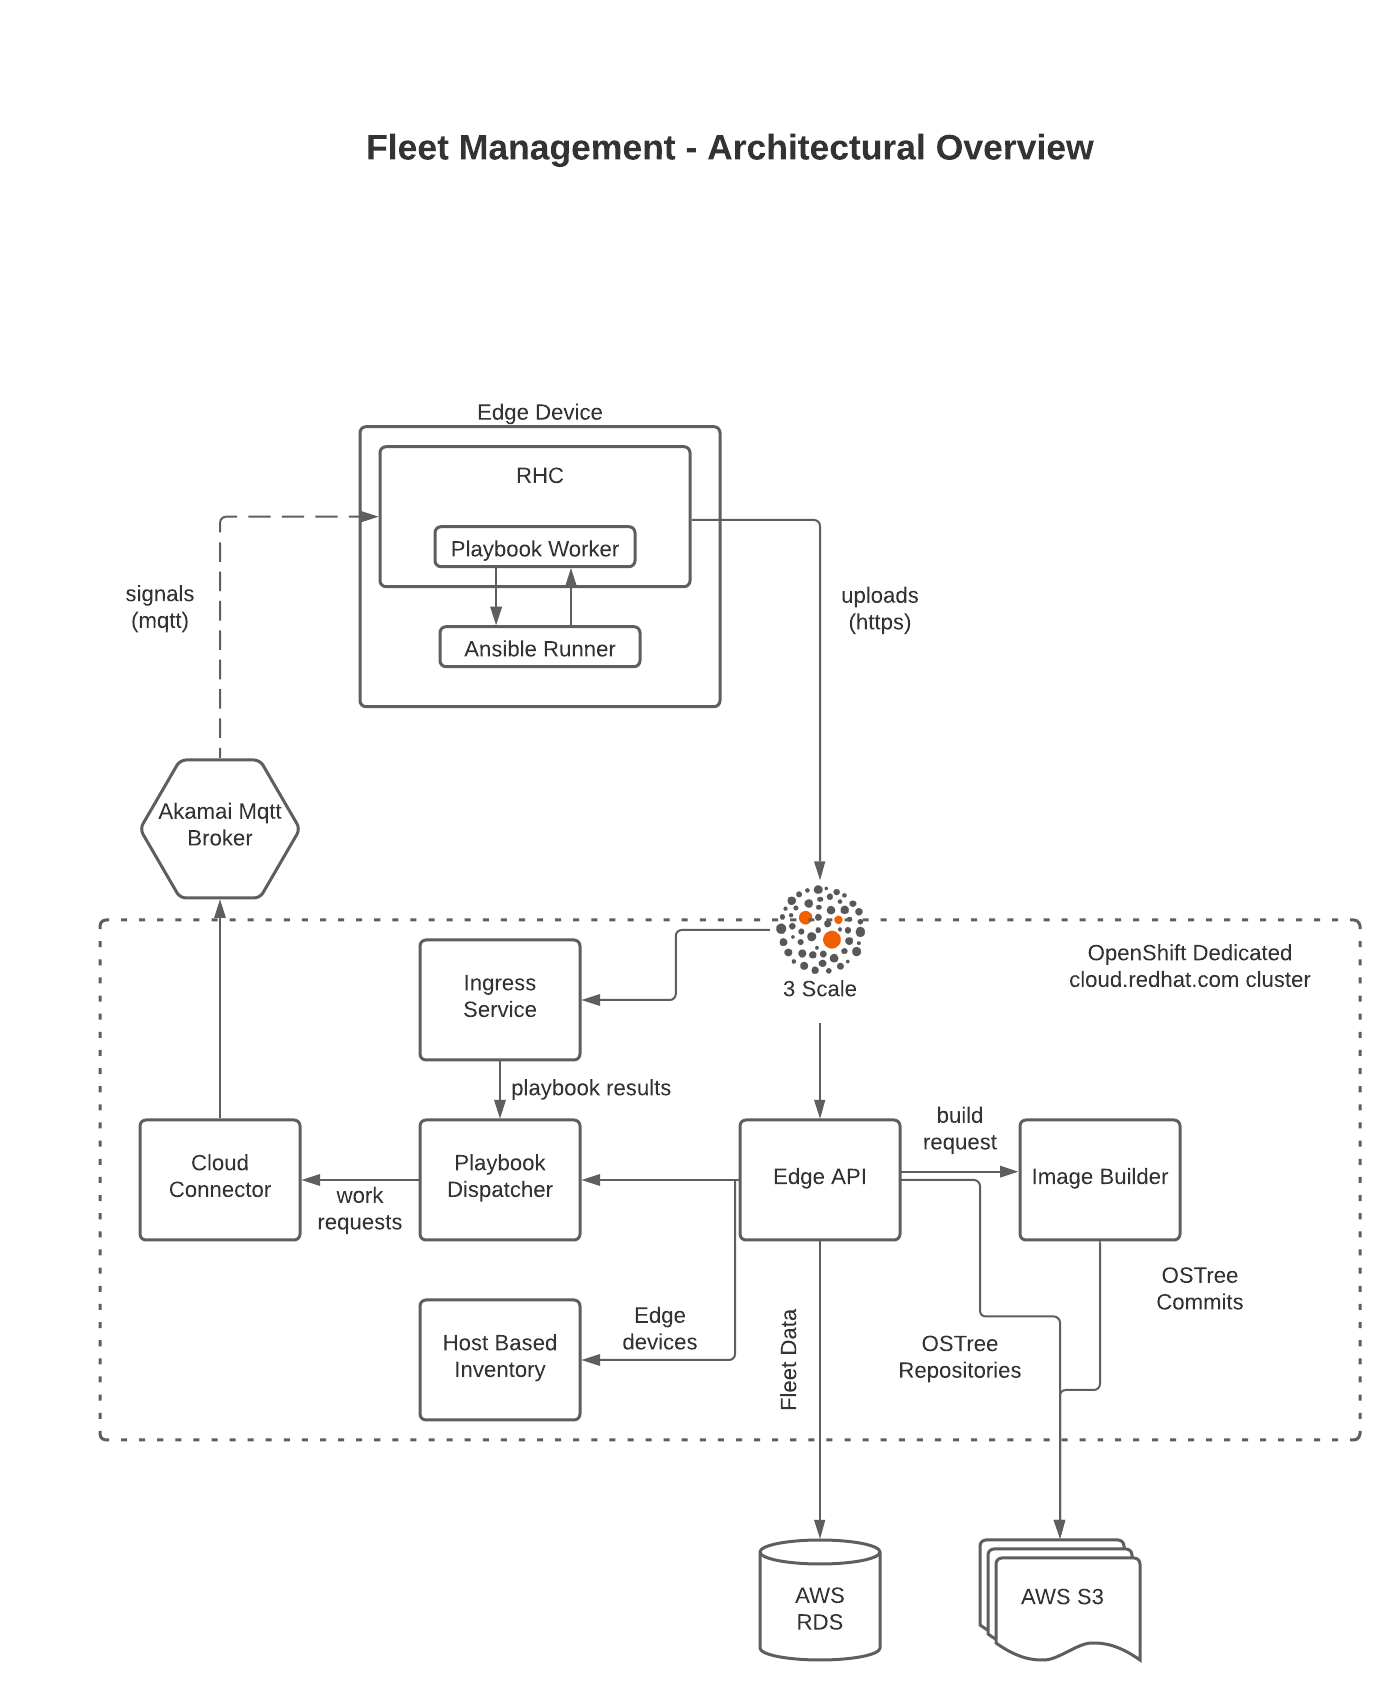 Fleet Management - Architectural Overview
Edge Device
RHC
Playbook Worker
Ansible Runner
signals
(mqtt)
uploads
(https)
Akamai Mqtt
Broker
OpenShift Dedicated
cloud.redhat.com cluster
3 Scale
Ingress
Service
playbook results
Cloud
Connector
work
requests
Playbook
Dispatcher
Edge API
build
request
Image Builder
Host Based
Inventory
Edge
devices
Fleet Data
OSTree
Repositories
OSTree
Commits
AWS
RDS
AWS S3